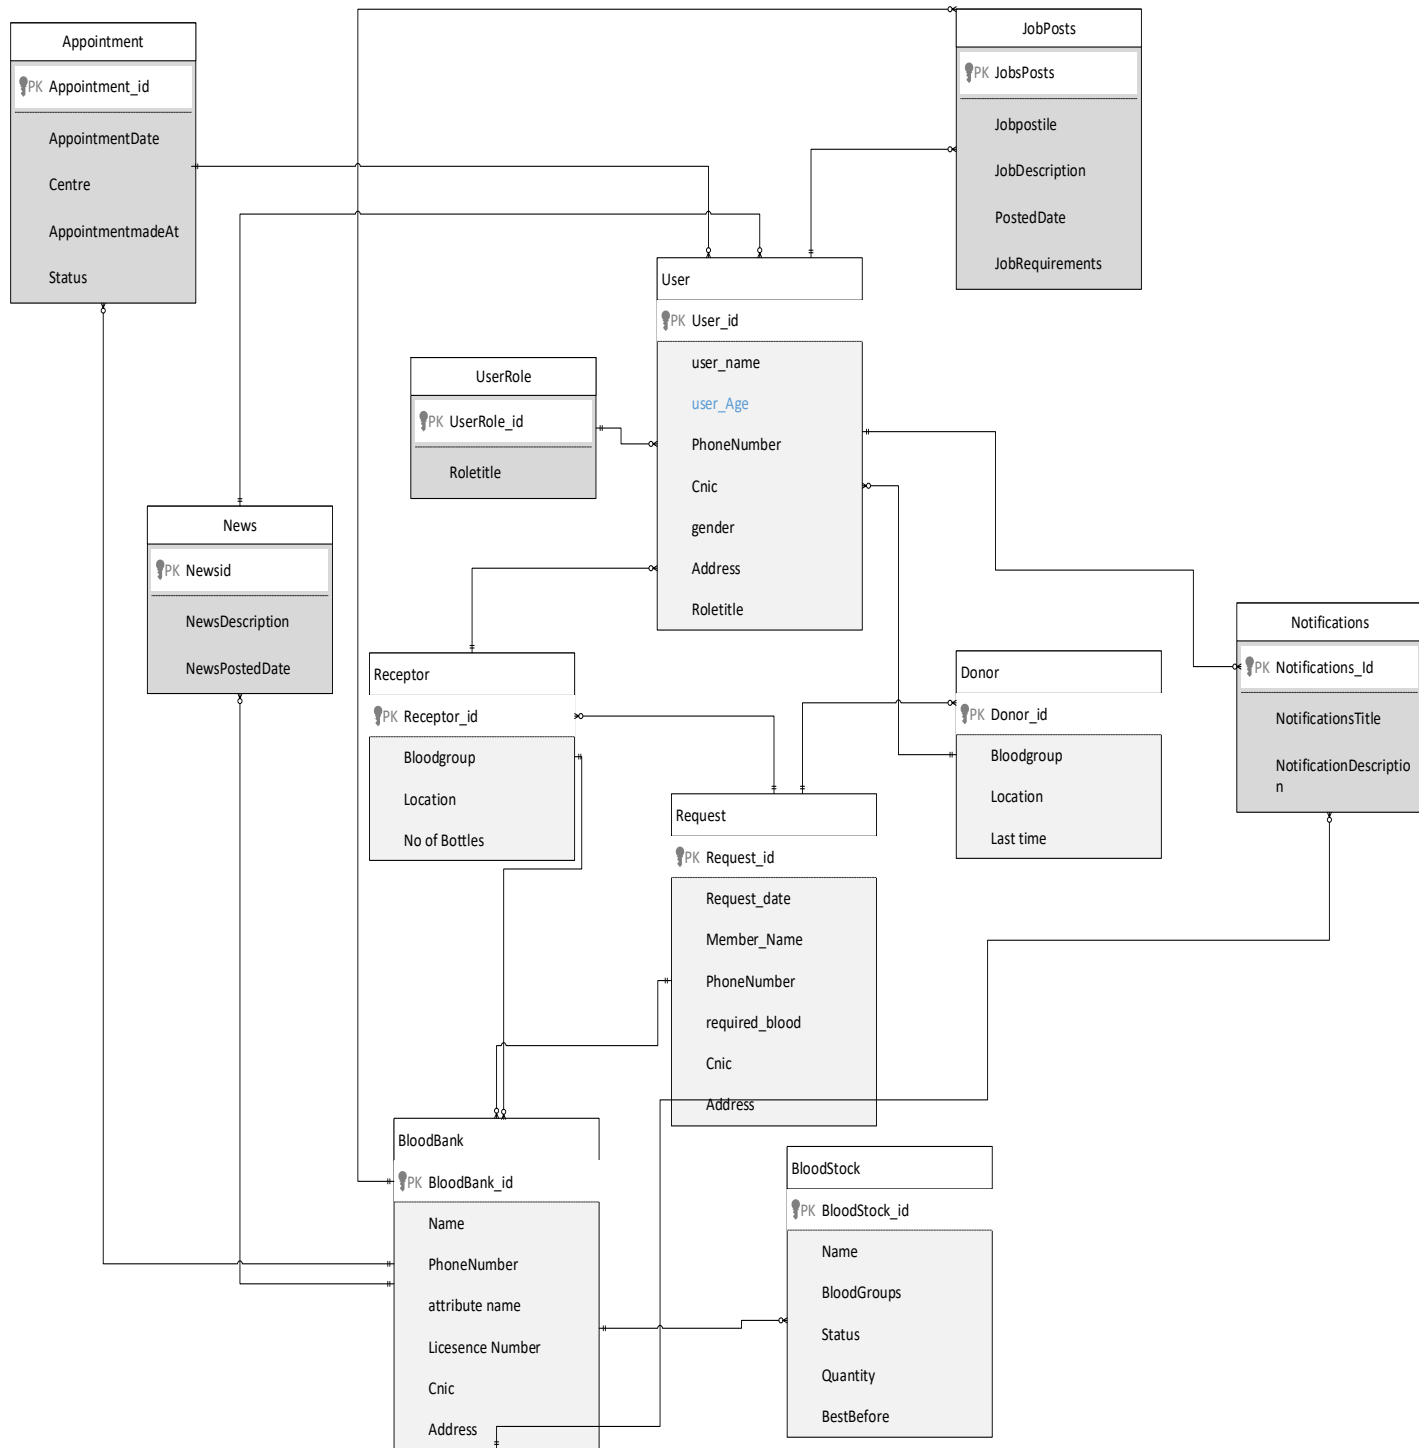 Appointment
PK Appointment_id
AppointmentDate
Centre
AppointmentmadeAt
Status
JobPosts
PK JobsPosts
Jobpostile
JobDescription
PostedDate
JobRequirements
User
PK User_id
user_name
user_Age
PhoneNumber
Cnic
gender
Address
Roletitle
UserRole
PK UserRole_id
Roletitle
News
PK Newsid
NewsDescription
NewsPostedDate
Notifications
PK Notifications_Id
NotificationsTitle
NotificationDescriptio
n
Receptor
PK Receptor_id
Bloodgroup
Location
No of Bottles
Donor
PK Donor_id
Bloodgroup
Location
Last time
Request
PK Request_id
Request_date
Member_Name
PhoneNumber
required_blood
Cnic
Address
BloodBank
PK BloodBank_id
Name
PhoneNumber
attribute name
Licesence Number
Cnic
Address
BloodStock
PK BloodStock_id
Name
BloodGroups
Status
Quantity
BestBefore